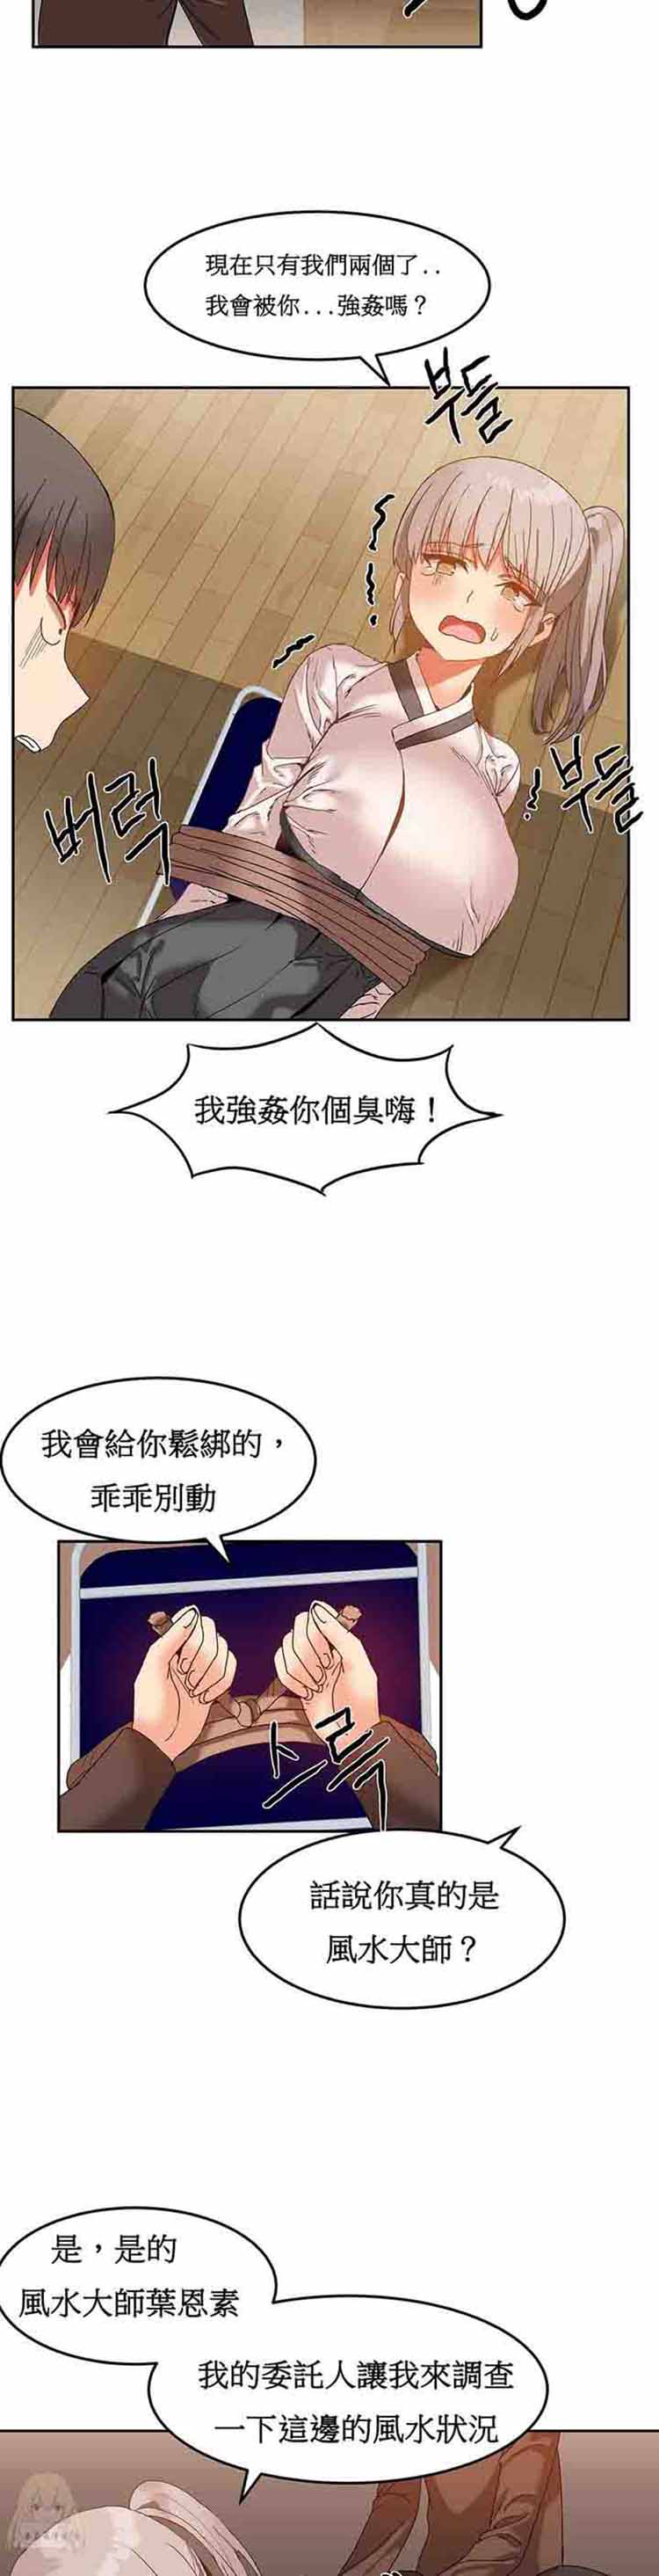 現在只有我們兩個了..
我會被你...強姦嗎？
부들
버럭
부들
我強姦你個臭嗨！
我會給你鬆綁的，
乖乖別動
스륵
話說你真的是
風水大師？
是，是的
風水大師葉恩素
我的委託人讓我來調查
一下這邊的風水狀況